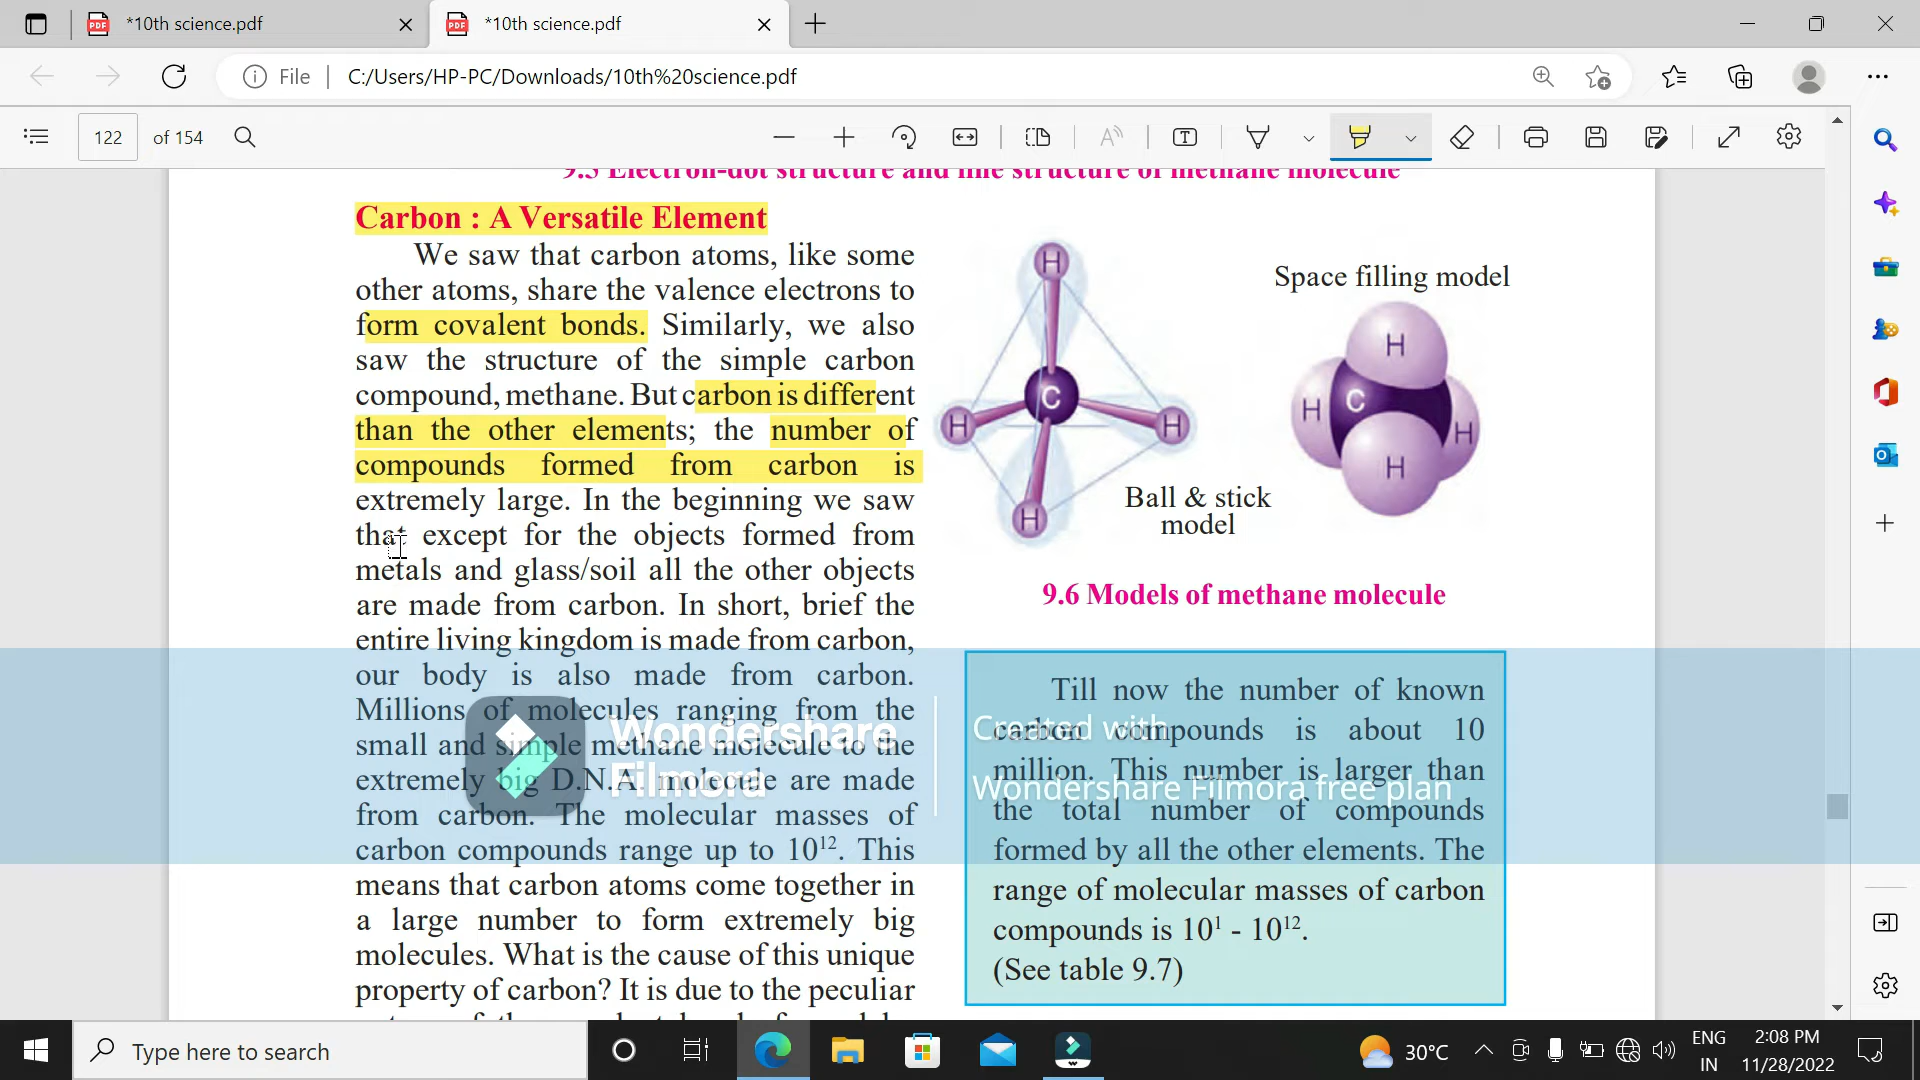 *10th science.pdf
*10th science.pdf
File
C:/Users/HP-PC/Downloads/10th%20science.pdf
122 of 154
9.5 Electron-dot structure and line structure of methane molecule
Carbon : A Versatile Element
We saw that carbon atoms, like some
other atoms, share the valence electrons to
form covalent bonds. Similarly, we also
saw the structure of the simple carbon
compound, methane. But carbon is different
than the other elements; the number of
compounds formed from carbon is
extremely large. In the beginning we saw
that except for the objects formed from
metals and glass/soil all the other objects
are made from carbon. In short, brief the
entire living kingdom is made from carbon,
our body is also made from carbon.
Millions of molecules ranging from the
small and simple methane molecule to the
extremely big D.N.A. molecule are made
from carbon. The molecular masses of
carbon compounds range up to 10¹². This
means that carbon atoms come together in
a large number to form extremely big
molecules. What is the cause of this unique
property of carbon? It is due to the peculiar
H
C
H
H
H
Ball & stick
model
Space filling model
H
H
C
H
H
9.6 Models of methane molecule
Till now the number of known
carbon compounds is about 10
million. This number is larger than
the total number of compounds
formed by all the other elements. The
range of molecular masses of carbon
compounds is 10¹ - 10¹².
(See table 9.7)
Wondershare
Filmora
Created with
Wondershare Filmora free plan
Type here to search
30°C
ENG
IN
2:08 PM
11/28/2022